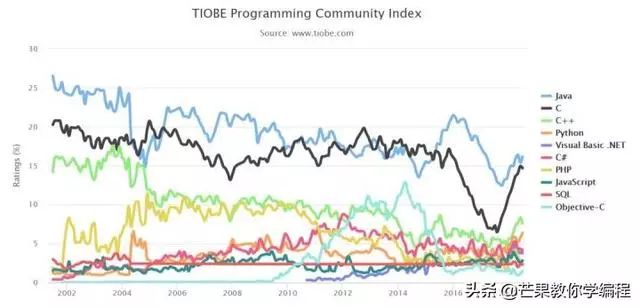 TIOBE Programming Community Index
Source: www.tiobe.com
30
25
20
15
10
5
0
Ratings (%)
2002
2004
2006
2008
2010
2012
2014
2016
Java
C
C++
Python
Visual Basic .NET
C#
PHP
JavaScript
SQL
Objective-C
头条 @芒果教你学编程